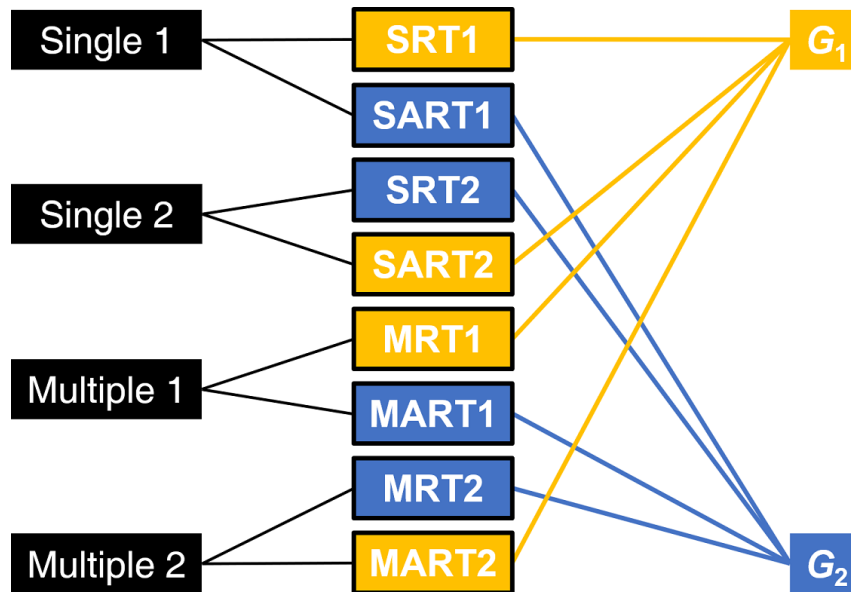 Single 1
SRT1
G₁
SART1
Single 2
SRT2
SART2
Multiple 1
MRT1
MART1
MRT2
Multiple 2
MART2
G₂